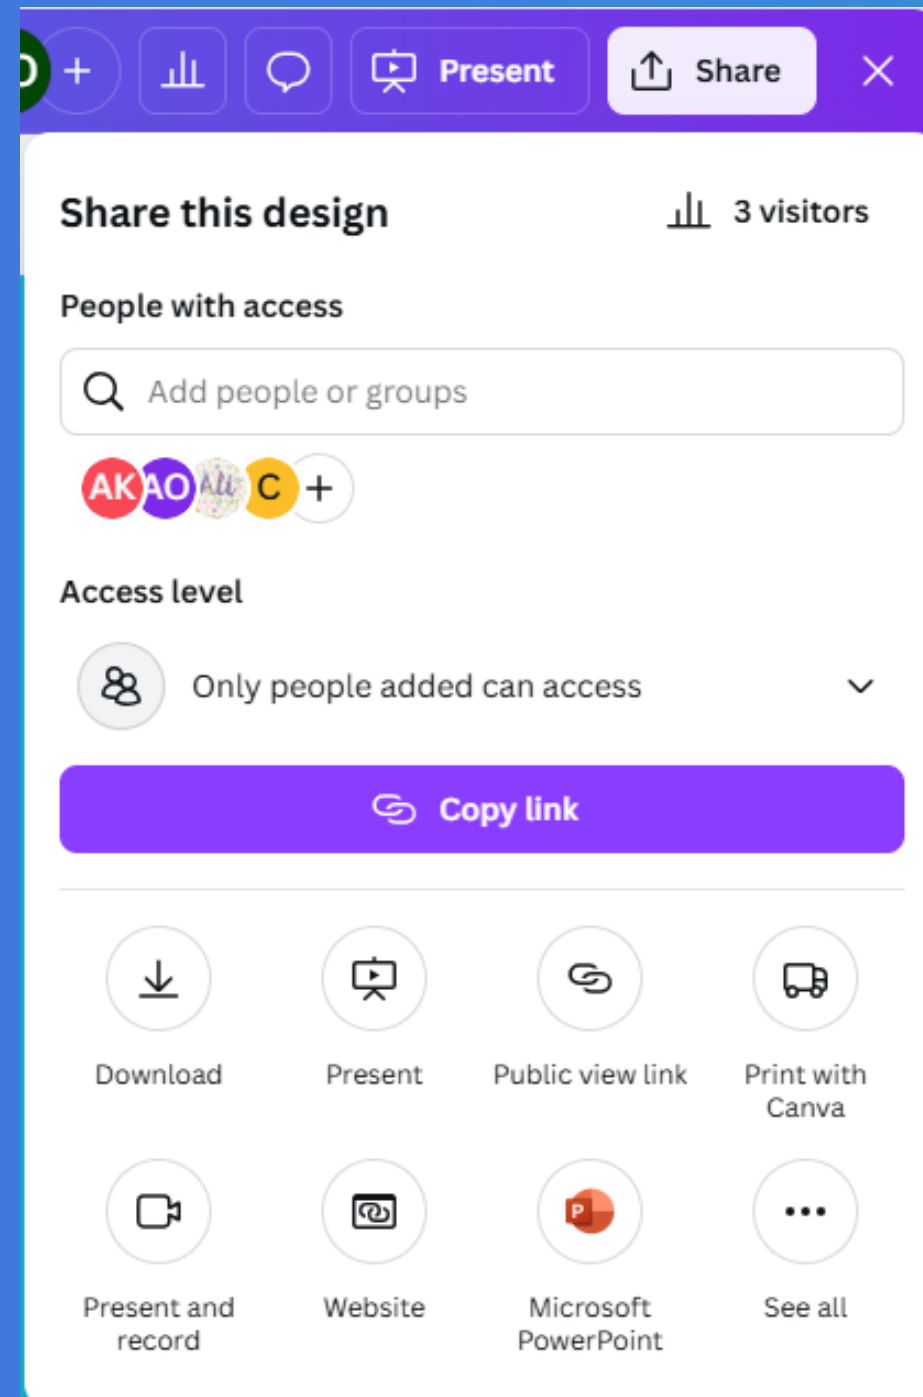 Present
Share
Share this design
3 visitors
People with access
Add people or groups
AK AO Ali C
Access level
Only people added can access
Copy link
Download
Present
Public view link
Print with
Canva
Present and
record
Website
P
Microsoft
PowerPoint
See all